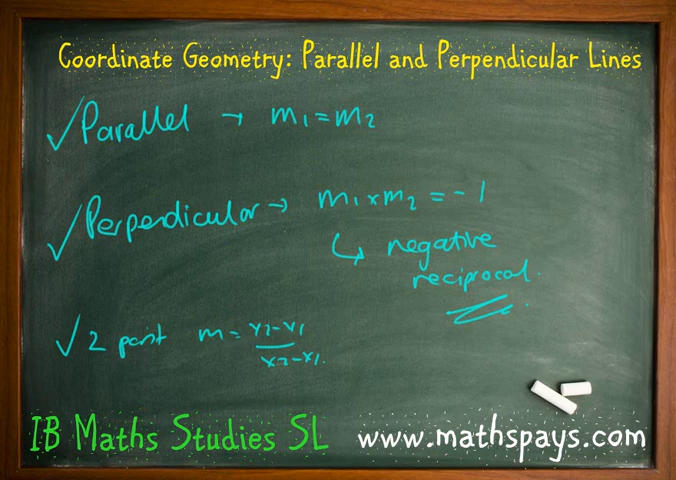 Coordinate Geometry: Parallel and Perpendicular Lines
✓ Parallel → m₁ = m₂
✓ Perpendicular → m₁ × m₂ = -1
↳ negative
reciprocal.
✓ 2 point m = y₂-y₁
x₂-x₁.
IB Maths Studies SL www.mathspays.com